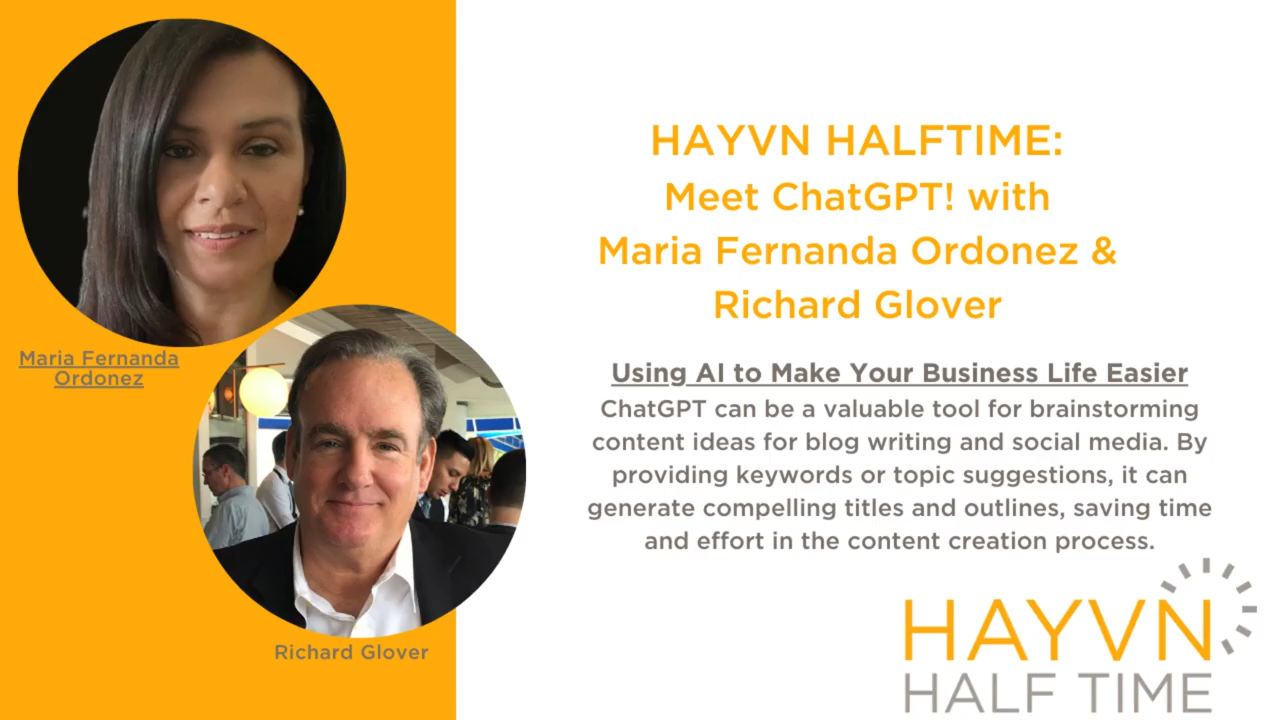 HAYVN HALFTIME:
Meet ChatGPT! with
Maria Fernanda Ordonez &
Richard Glover
Using AI to Make Your Business Life Easier
ChatGPT can be a valuable tool for brainstorming
content ideas for blog writing and social media. By
providing keywords or topic suggestions, it can
generate compelling titles and outlines, saving time
and effort in the content creation process.
Maria Fernanda
Ordonez
Richard Glover
HAYVN
HALF TIME